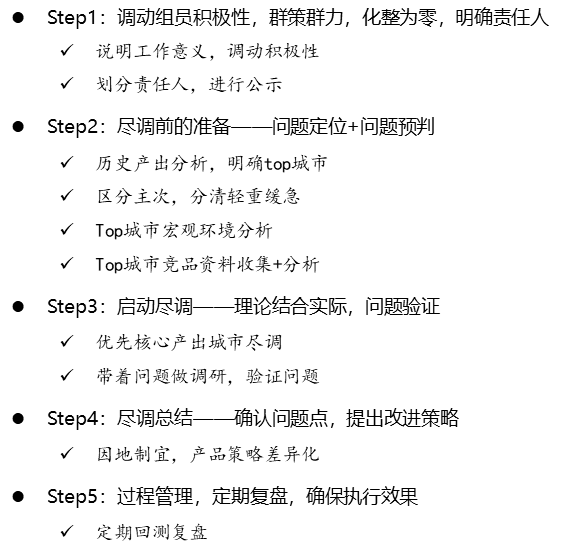 ● Step1：调动组员积极性，群策群力，化整为零，明确责任人
✓ 说明工作意义，调动积极性
✓ 划分责任人，进行公示
● Step2：尽调前的准备——问题定位+问题预判
✓ 历史产出分析，明确top城市
✓ 区分主次，分清轻重缓急
✓ Top城市宏观环境分析
✓ Top城市竞品资料收集+分析
● Step3：启动尽调——理论结合实际，问题验证
✓ 优先核心产出城市尽调
✓ 带着问题做调研，验证问题
● Step4：尽调总结——确认问题点，提出改进策略
✓ 因地制宜，产品策略差异化
● Step5：过程管理，定期复盘，确保执行效果
✓ 定期回测复盘